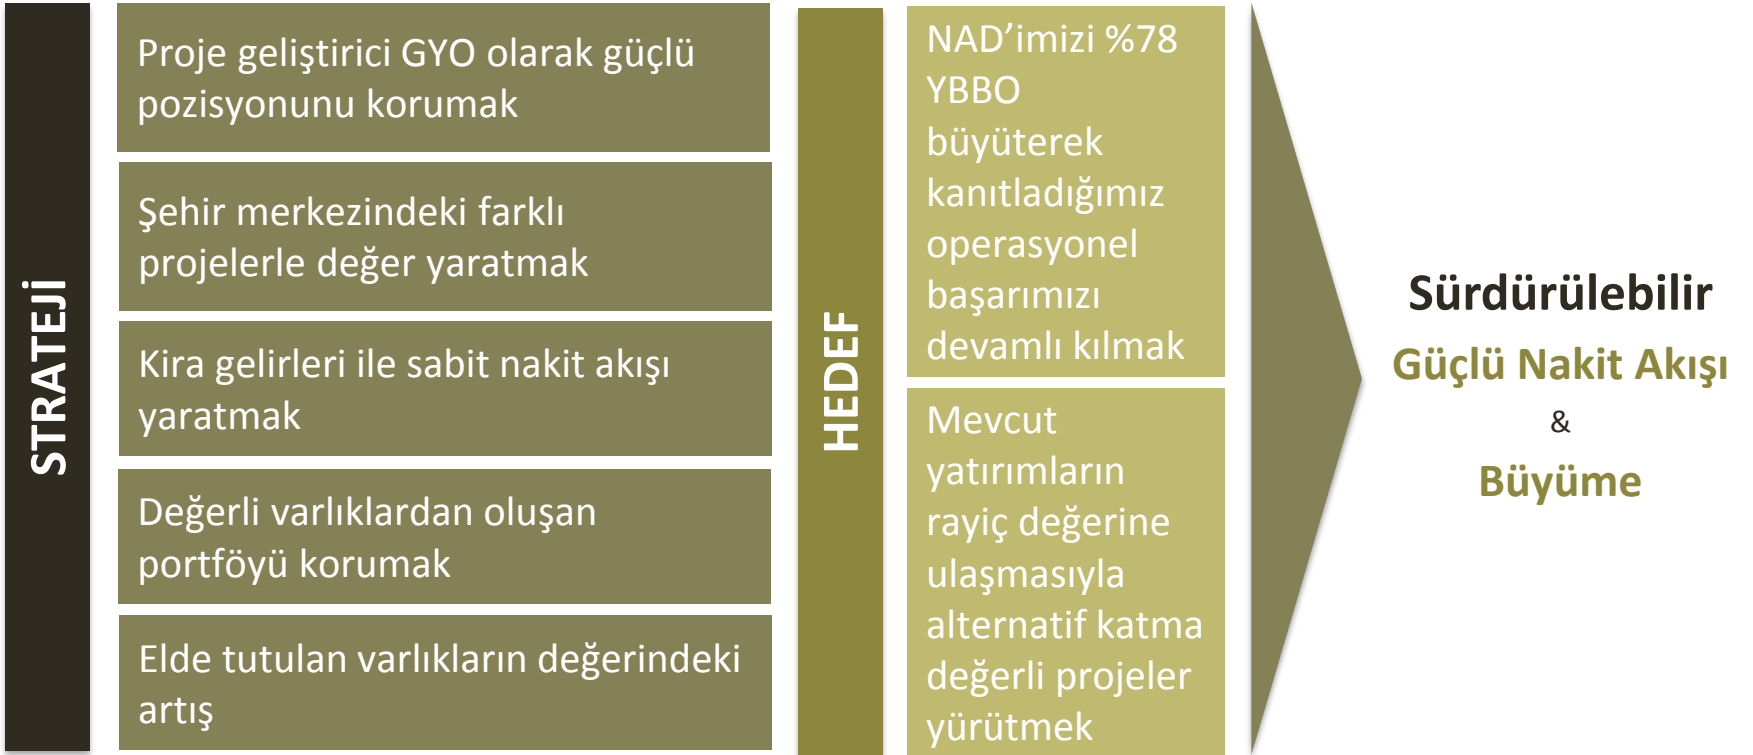 STRATEJİ
Proje geliştirici GYO olarak güçlü
pozisyonunu korumak
Şehir merkezindeki farklı
projelerle değer yaratmak
Kira gelirleri ile sabit nakit akışı
yaratmak
Değerli varlıklardan oluşan
portföyü korumak
Elde tutulan varlıkların değerindeki
artış
HEDEF
NAD’imizi %78
YBBO
büyüterek
kanıtladığımız
operasyonel
başarımızı
devamlı kılmak
Mevcut
yatırımların
rayiç değerine
ulaşmasıyla
alternatif katma
değerli projeler
yürütmek
Sürdürülebilir
Güçlü Nakit Akışı
&
Büyüme